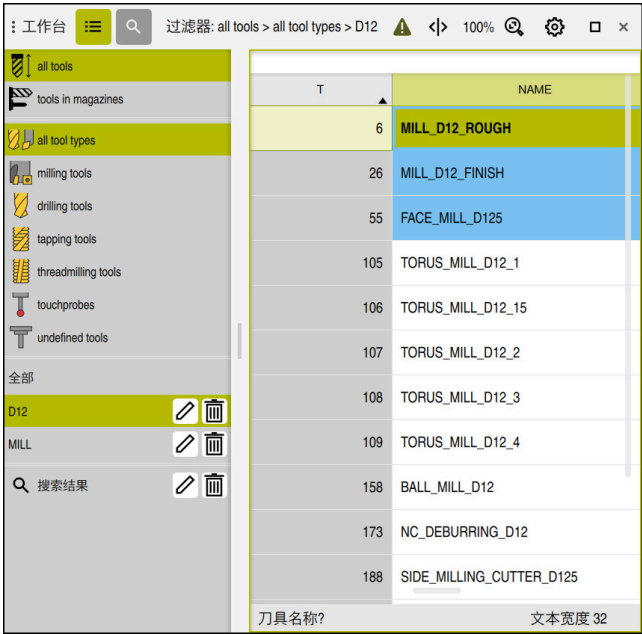 工作台
过滤器: all tools > all tool types > D12
100%
all tools
tools in magazines
all tool types
milling tools
drilling tools
tapping tools
threadmilling tools
touchprobes
undefined tools
全部
D12
MILL
搜索结果
T NAME
6 MILL_D12_ROUGH
26 MILL_D12_FINISH
55 FACE_MILL_D125
105 TORUS_MILL_D12_1
106 TORUS_MILL_D12_15
107 TORUS_MILL_D12_2
108 TORUS_MILL_D12_3
109 TORUS_MILL_D12_4
158 BALL_MILL_D12
173 NC_DEBURRING_D12
188 SIDE_MILLING_CUTTER_D125
刀具名称? 文本宽度 32